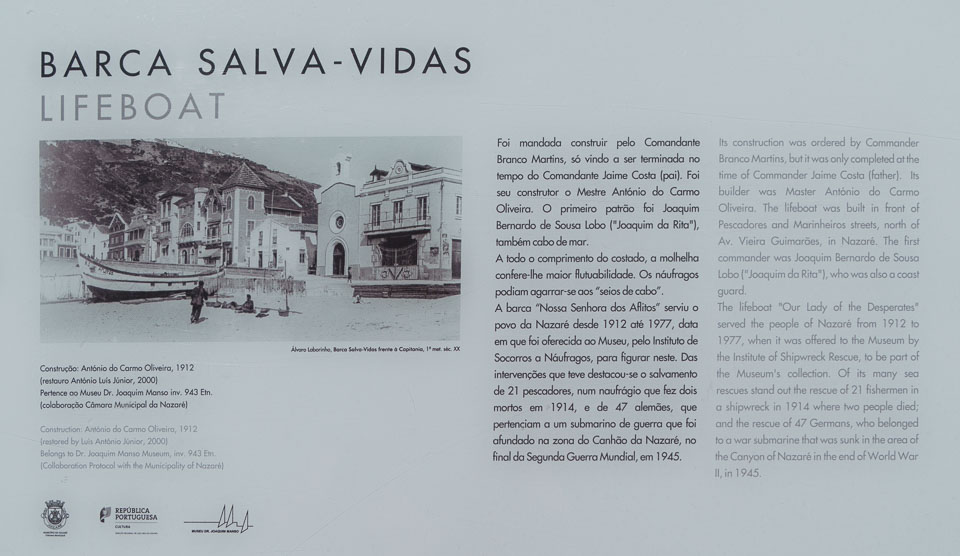 BARCA SALVA-VIDAS
LIFEBOAT
Álvaro Laborinho, Barca Salva-Vidas frente à Capitania, 1ª met. séc. XX
Construção: António do Carmo Oliveira, 1912
(restauro António Luís Júnior, 2000)
Pertence ao Museu Dr. Joaquim Manso inv. 943 Etn.
(colaboração Câmara Municipal da Nazaré)
Construction: António do Carmo Oliveira, 1912
(restored by Luís António Júnior, 2000)
Belongs to Dr. Joaquim Manso Museum, inv. 943 Etn.
(Collaboration Protocol with the Municipality of Nazaré)
Foi mandada construir pelo Comandante
Branco Martins, só vindo a ser terminada no
tempo do Comandante Jaime Costa (pai). Foi
seu construtor o Mestre António do Carmo
Oliveira. O primeiro patrão foi Joaquim
Bernardo de Sousa Lobo ("Joaquim da Rita"),
também cabo de mar.
A todo o comprimento do costado, a molhelha
confere-lhe maior flutuabilidade. Os náufragos
podiam agarrar-se aos "seios de cabo".
A barca "Nossa Senhora dos Aflitos" serviu o
povo da Nazaré desde 1912 até 1977, data
em que foi oferecida ao Museu, pelo Instituto de
Socorros a Náufragos, para figurar neste. Das
intervenções que teve destacou-se o salvamento
de 21 pescadores, num naufrágio que fez dois
mortos em 1914, e de 47 alemães, que
pertenciam a um submarino de guerra que foi
afundado na zona do Canhão da Nazaré, no
final da Segunda Guerra Mundial, em 1945.
Its construction was ordered by Commander
Branco Martins, but it was only completed at the
time of Commander Jaime Costa (father). Its
builder was Master António do Carmo
Oliveira. The lifeboat was built in front of
Pescadores and Marinheiros streets, north of
Av. Vieira Guimarães, in Nazaré. The first
commander was Joaquim Bernardo de Sousa
Lobo ("Joaquim da Rita"), who was also a coast
guard.
The lifeboat "Our Lady of the Desperates"
served the people of Nazaré from 1912 to
1977, when it was offered to the Museum by
the Institute of Shipwreck Rescue, to be part of
the Museum's collection. Of its many sea
rescues stand out the rescue of 21 fishermen in
a shipwreck in 1914 where two people died;
and the rescue of 47 Germans, who belonged
to a war submarine that was sunk in the area of
the Canyon of Nazaré in the end of World War
II, in 1945.
REPÚBLICA
PORTUGUESA
CULTURA
MUSEU DR. JOAQUIM MANSO